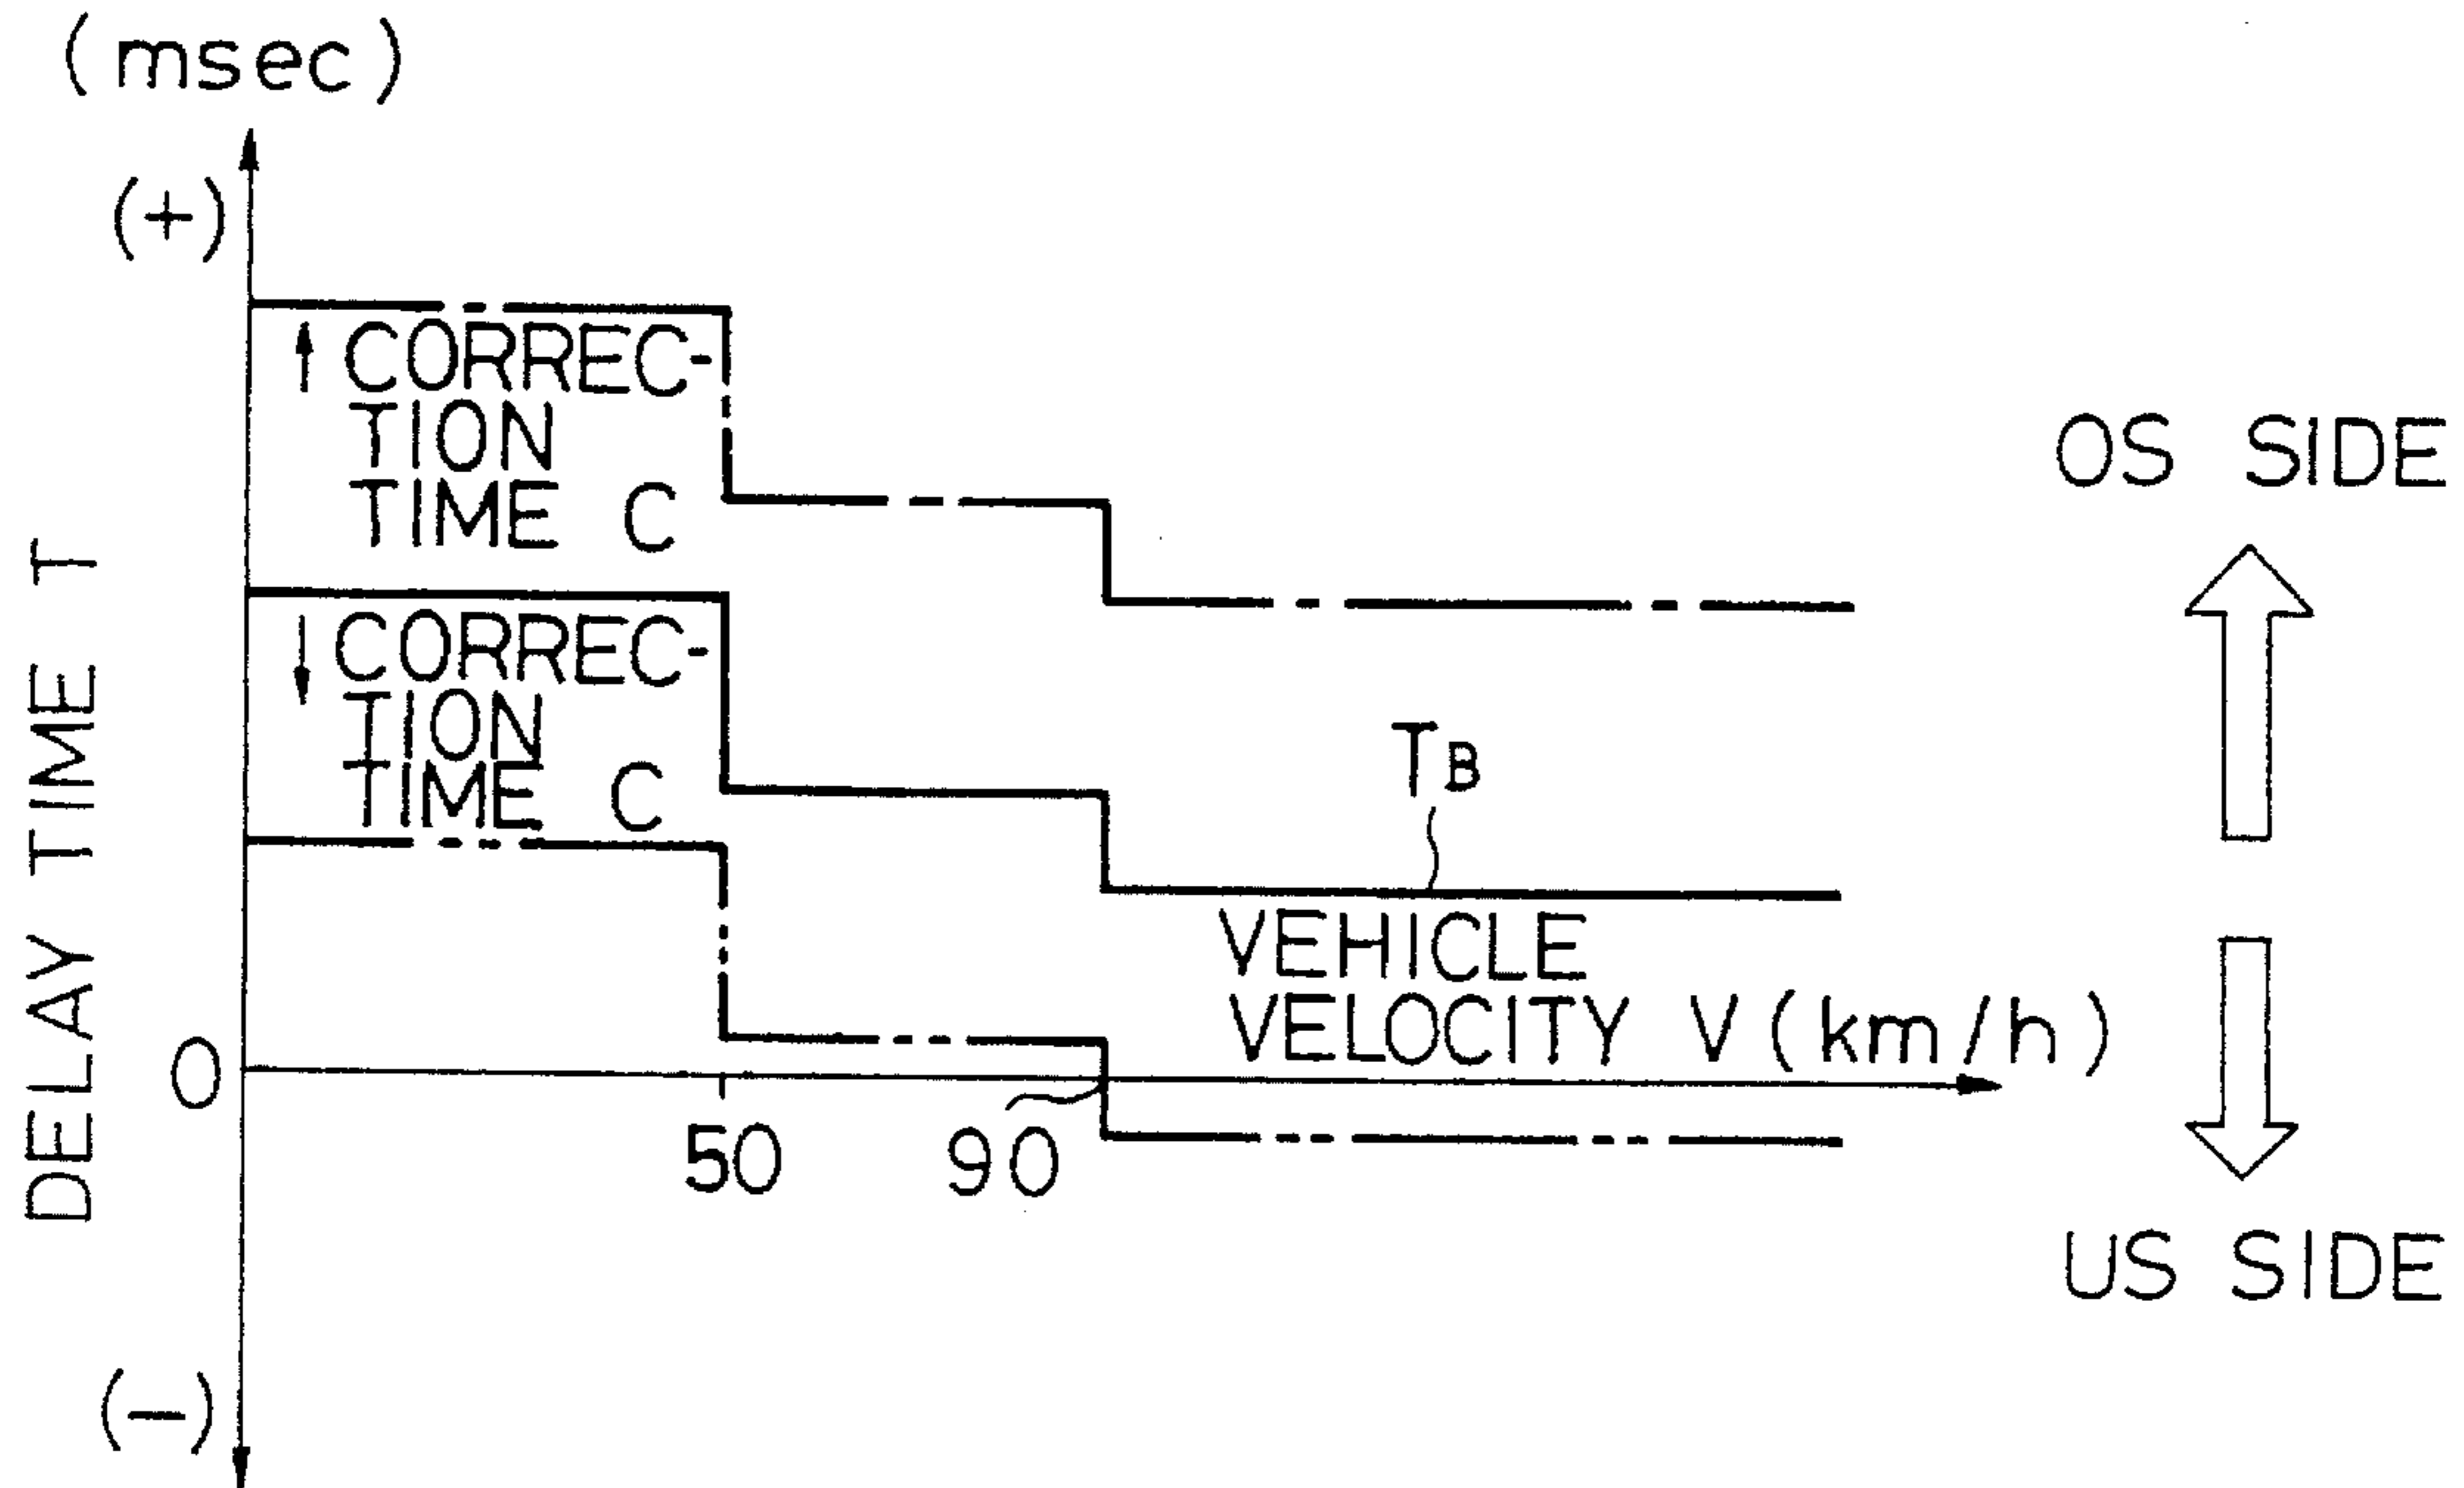 (msec)
(+)
CORREC-
TION
TIME C
OS SIDE
DELAY TIME T
CORREC-
TION
TIME C
TB
VEHICLE
VELOCITY V(km/h)
0
50
90
US SIDE
(−)